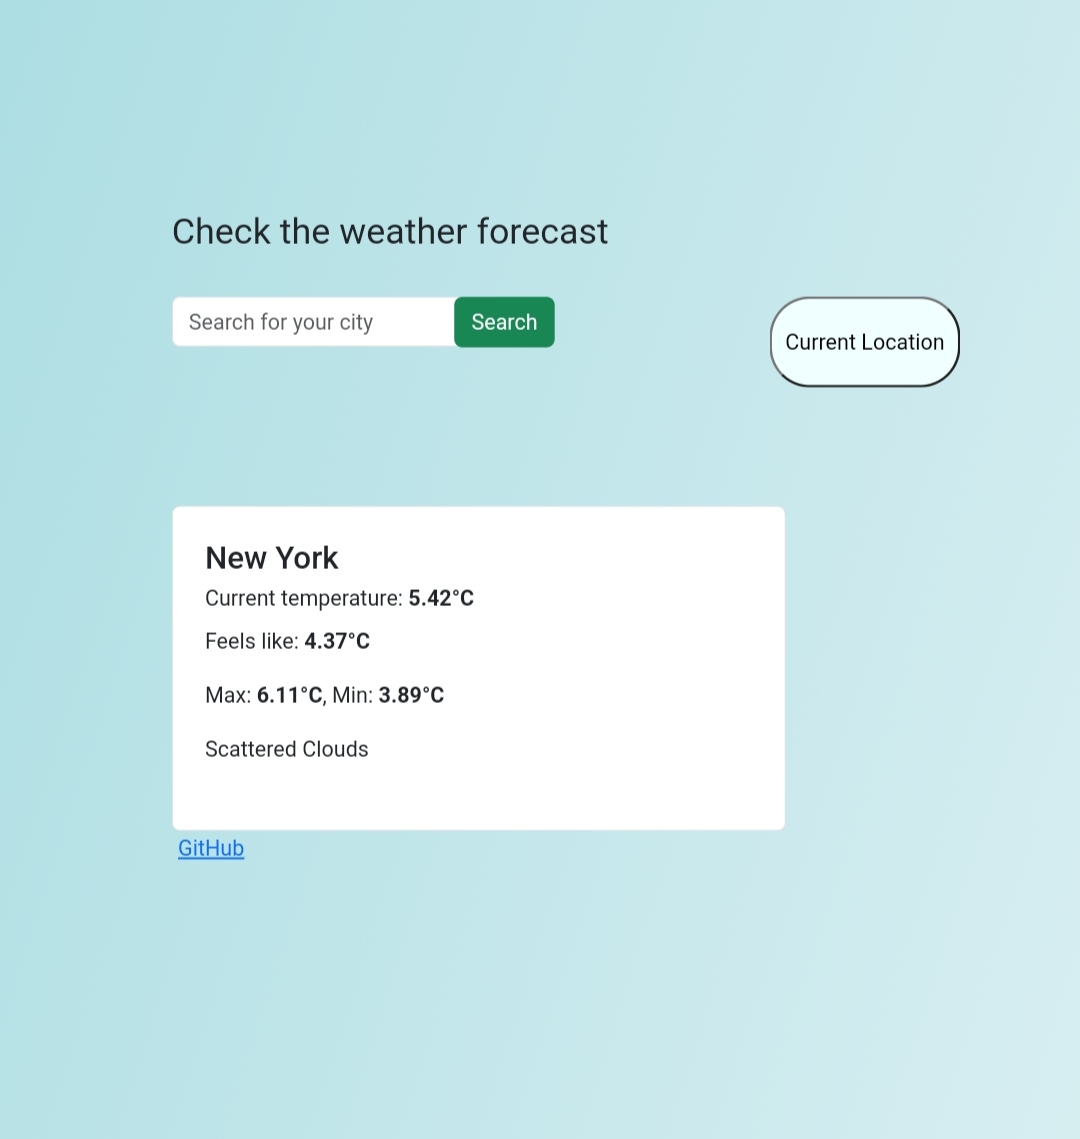 Check the weather forecast
Search for your city
Search
Current Location
New York
Current temperature: 5.42°C
Feels like: 4.37°C
Max: 6.11°C, Min: 3.89°C
Scattered Clouds
GitHub